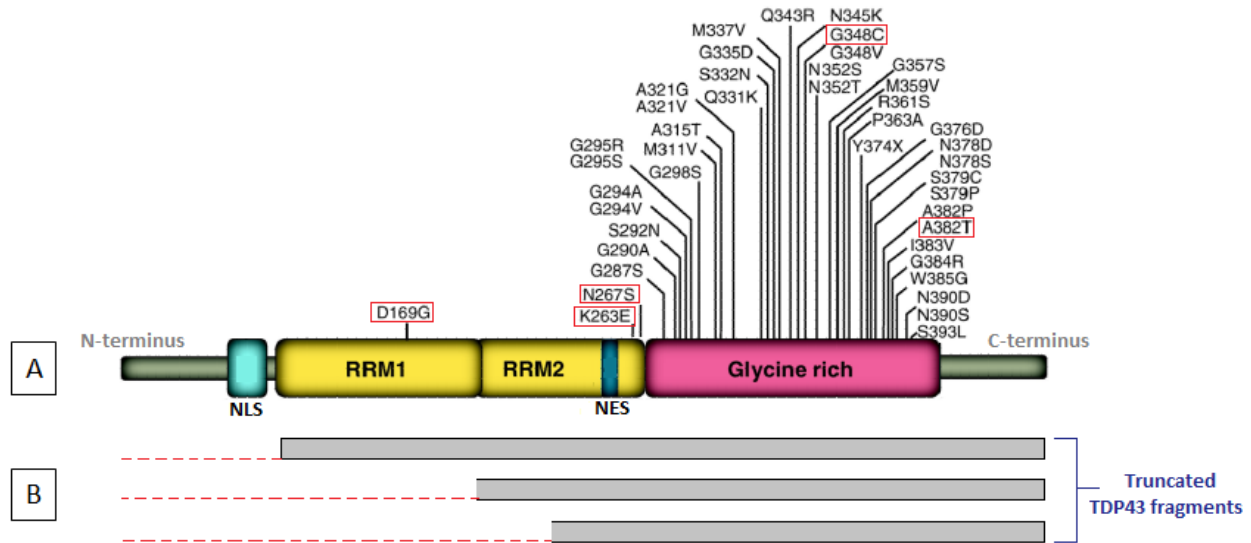 Q343R
N345K
M337V
G348C
G335D
G348V
S332N
N352S
G357S
A321G
Q331K
N352T
M359V
A321V
R361S
A315T
P363A
G376D
G295R
M311V
Y374X
N378D
G295S
G298S
N378S
S379C
G294A
S379P
G294V
A382P
S292N
A382T
G290A
I383V
G287S
G384R
N267S
W385G
D169G
K263E
N390D
N390S
S393L
N-terminus
C-terminus
A
RRM1
RRM2
Glycine rich
NLS
NES
B
Truncated
TDP43 fragments